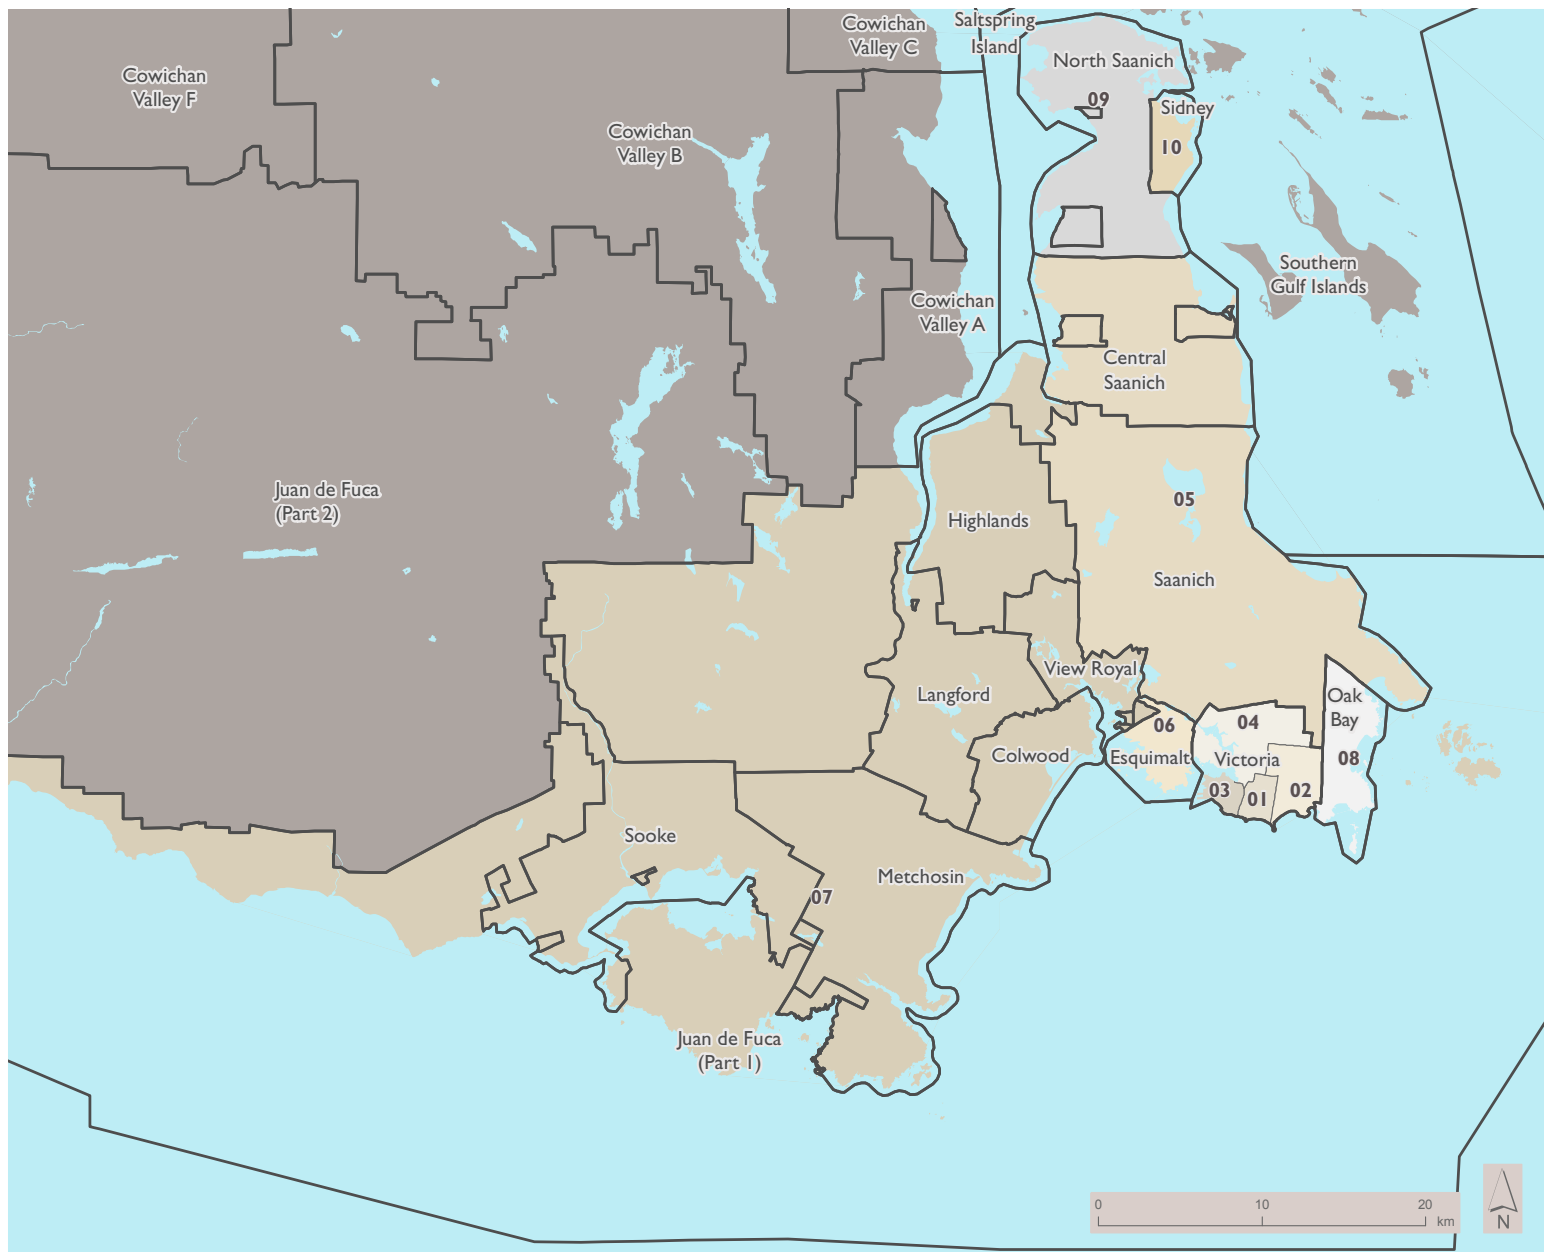 Cowichan
Valley C
Saltspring
Island
North Saanich
Cowichan
Valley F
09
Sidney
Cowichan
Valley B
10
Southern
Gulf Islands
Cowichan
Valley A
Central
Saanich
Juan de Fuca
(Part 2)
05
Highlands
Saanich
View Royal
Langford
Oak
Bay
06
04
Colwood
Esquimalt
Victoria
08
03
01
02
Sooke
Metchosin
07
Juan de Fuca
(Part 1)
0 10 20
km
N